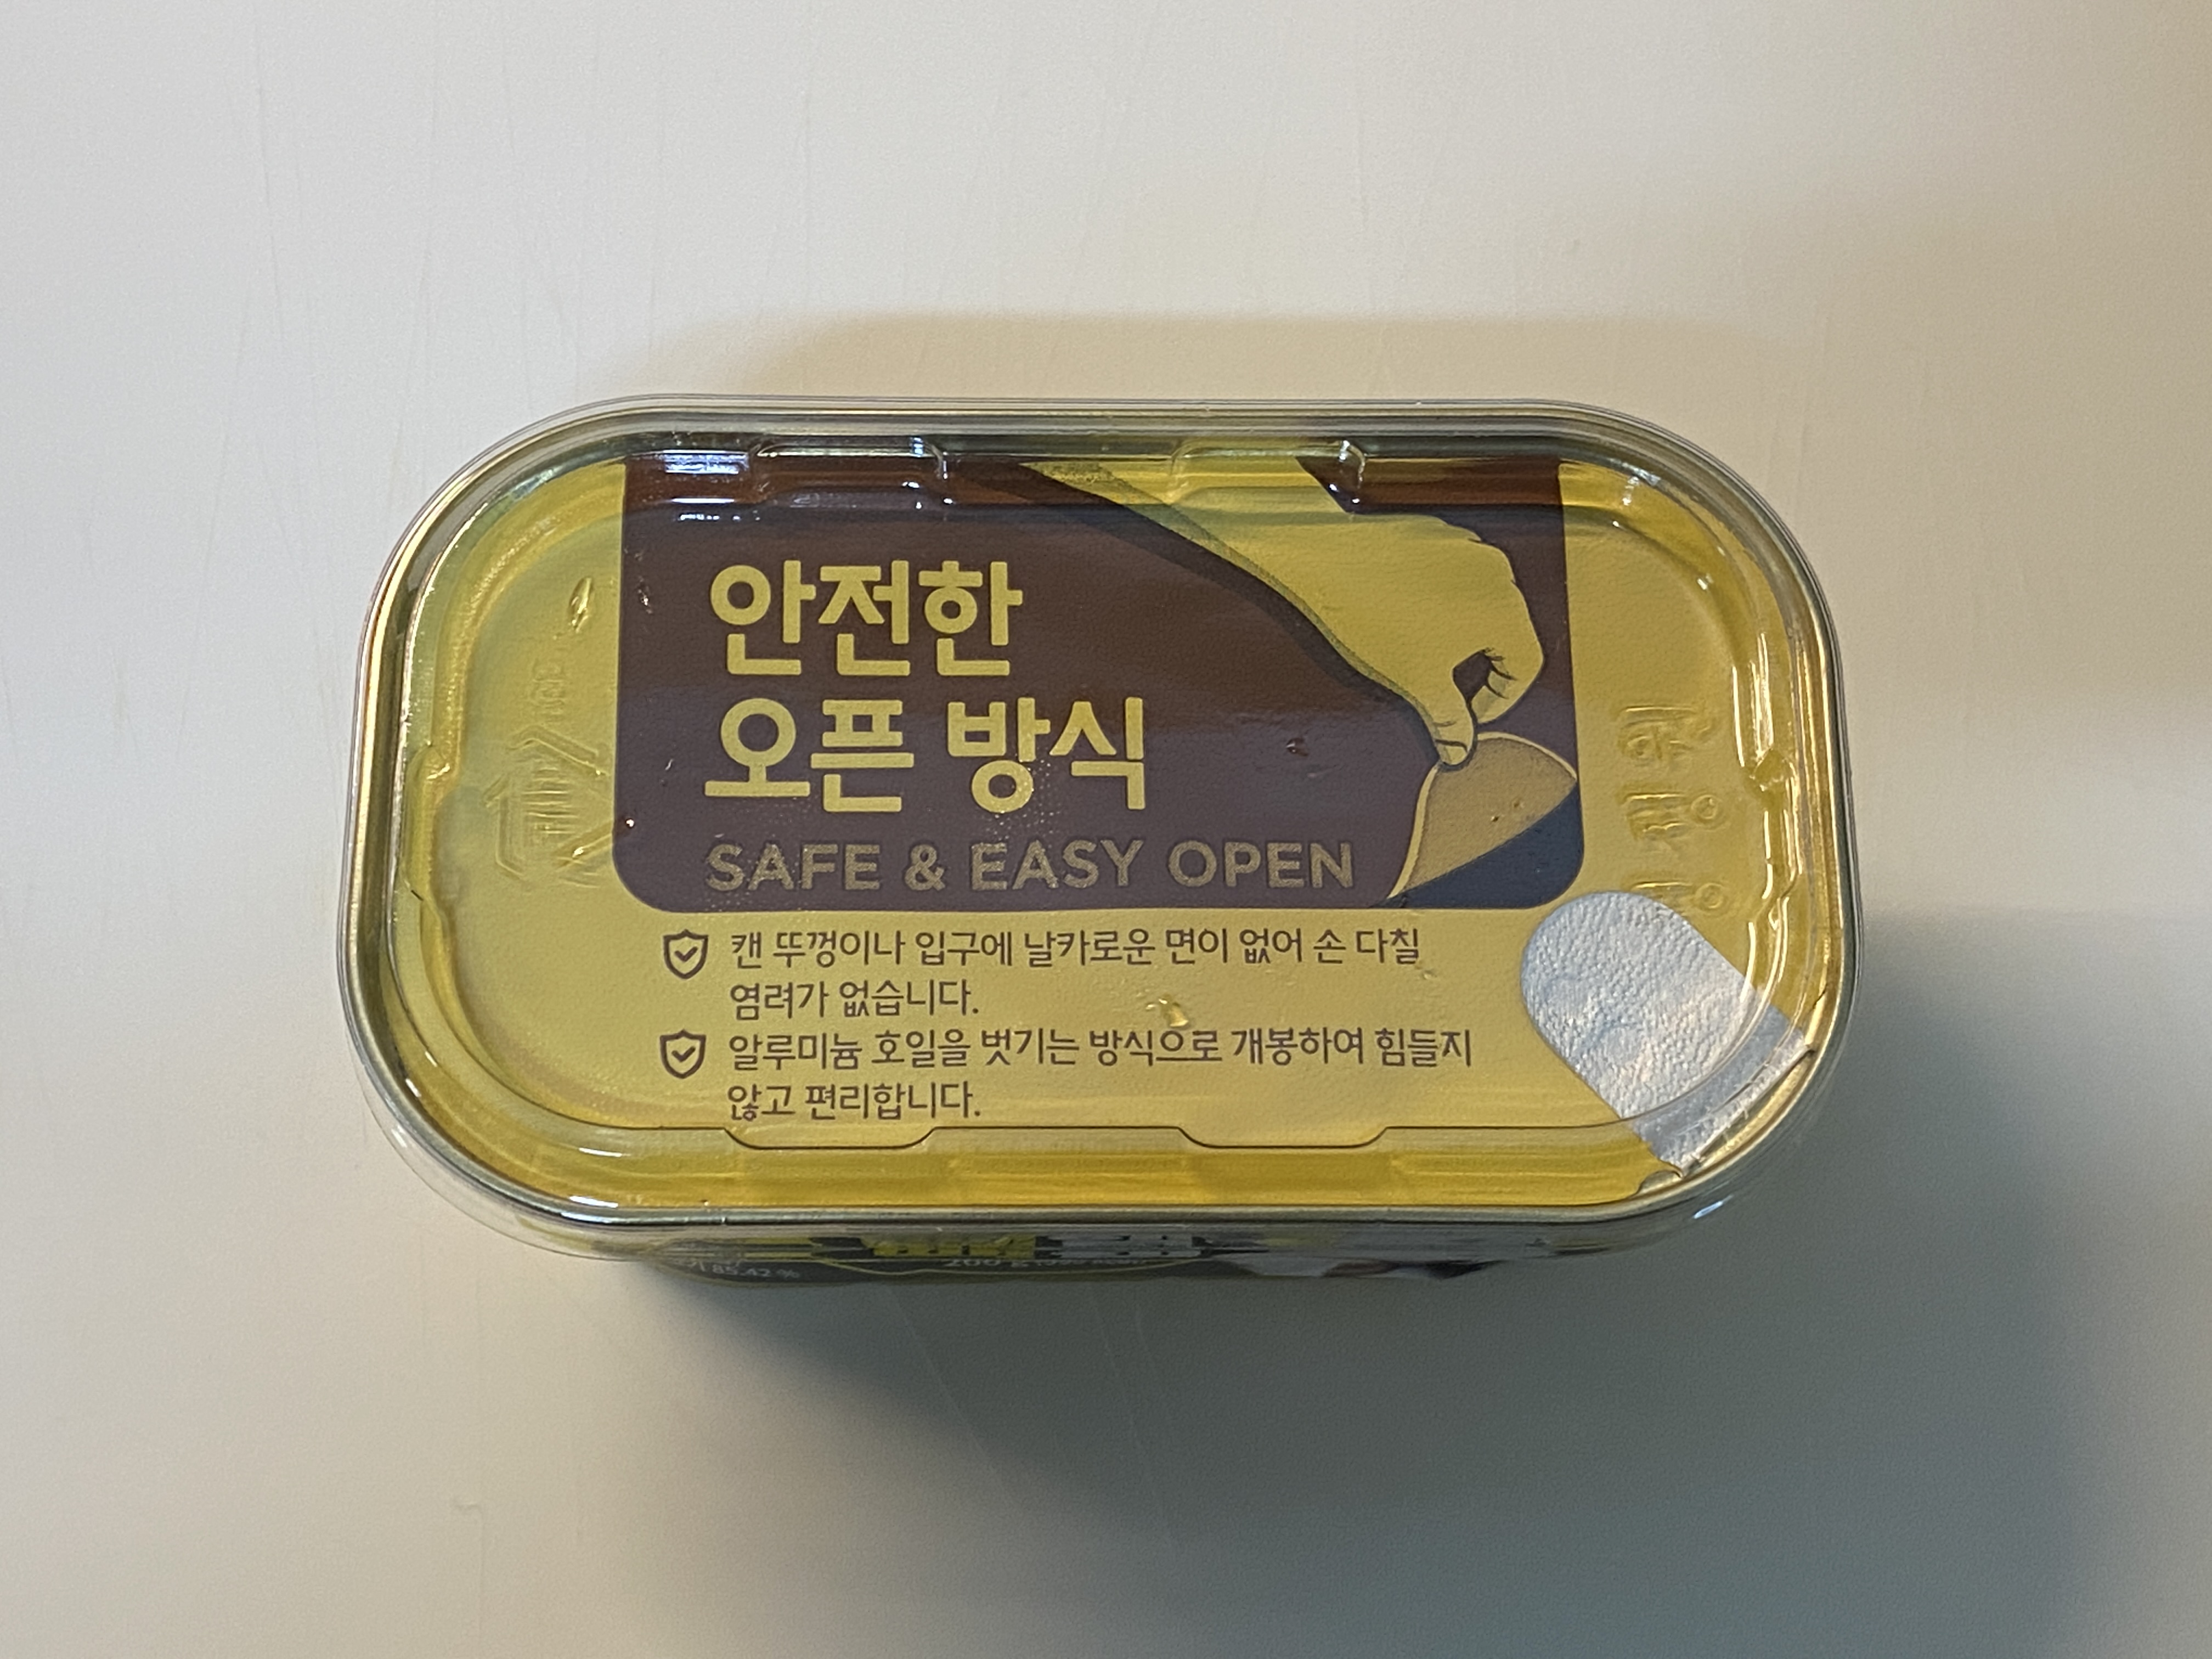 안전한
오픈 방식
SAFE & EASY OPEN
캔 뚜껑이나 입구에 날카로운 면이 없어 손 다칠
염려가 없습니다.
알루미늄 호일을 벗기는 방식으로 개봉하여 힘들지
않고 편리합니다.
85.42 %
200 g